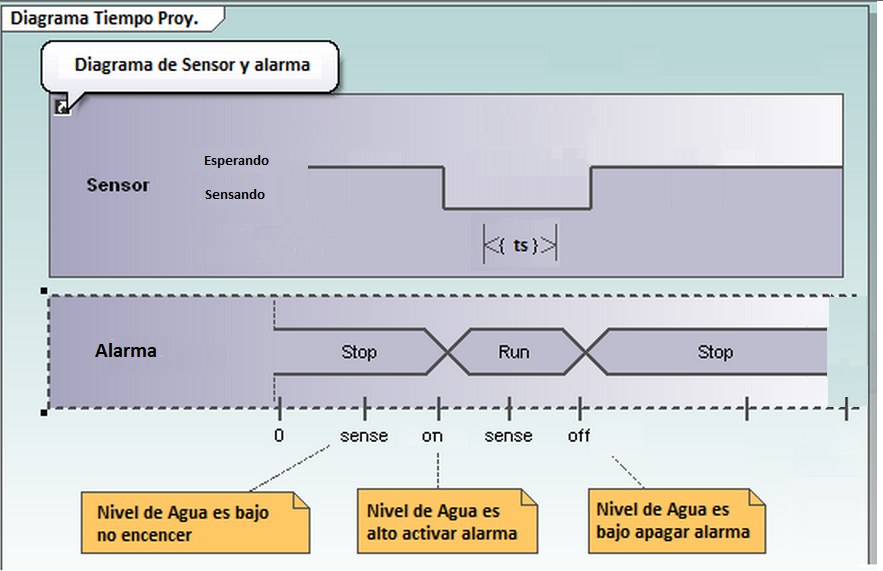 Diagrama Tiempo Proy.
Diagrama de Sensor y alarma
Esperando
Sensor
Sensando
{ ts }
Alarma
Stop
Run
Stop
0 sense on sense off
Nivel de Agua es bajo
no encencer
Nivel de Agua es
alto activar alarma
Nivel de Agua es
bajo apagar alarma